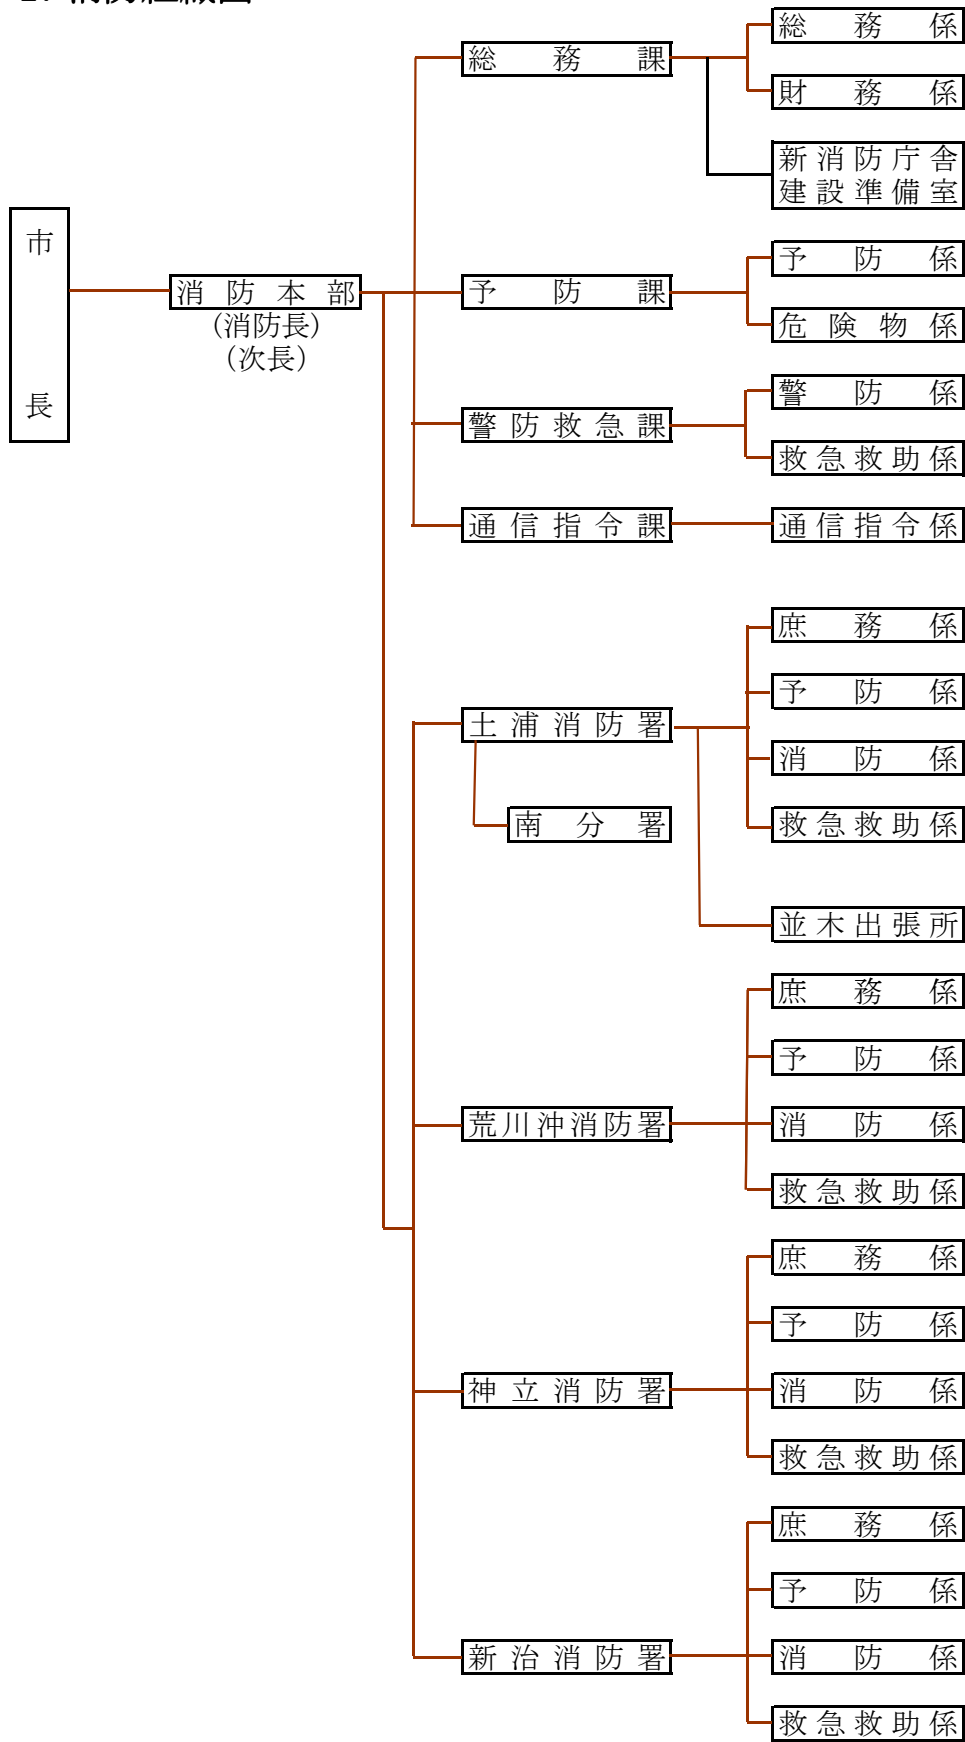 市長
消防本部
(消防長)
(次長)
総務課
総務係
財務係
新消防庁舎
建設準備室
予防課
予防係
危険物係
警防救急課
警防係
救急救助係
通信指令課
通信指令係
土浦消防署
南分署
庶務係
予防係
消防係
救急救助係
並木出張所
荒川沖消防署
庶務係
予防係
消防係
救急救助係
神立消防署
庶務係
予防係
消防係
救急救助係
新治消防署
庶務係
予防係
消防係
救急救助係